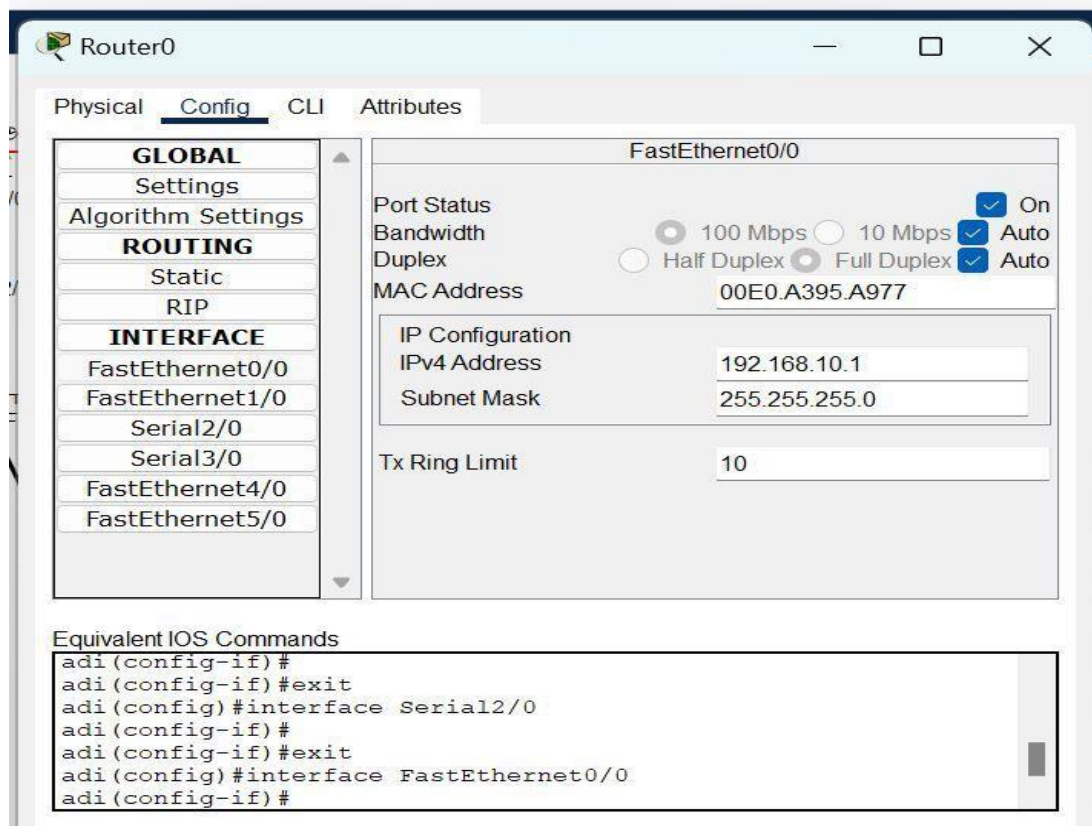 Router0
Physical Config CLI Attributes
GLOBAL
Settings
Algorithm Settings
ROUTING
Static
RIP
INTERFACE
FastEthernet0/0
FastEthernet1/0
Serial2/0
Serial3/0
FastEthernet4/0
FastEthernet5/0
FastEthernet0/0
Port Status On
Bandwidth 100 Mbps 10 Mbps Auto
Duplex Half Duplex Full Duplex Auto
MAC Address 00E0.A395.A977
IP Configuration
IPv4 Address 192.168.10.1
Subnet Mask 255.255.255.0
Tx Ring Limit 10
Equivalent IOS Commands
adi(config-if)#
adi(config-if)#exit
adi(config)#interface Serial2/0
adi(config-if)#
adi(config-if)#exit
adi(config)#interface FastEthernet0/0
adi(config-if)#